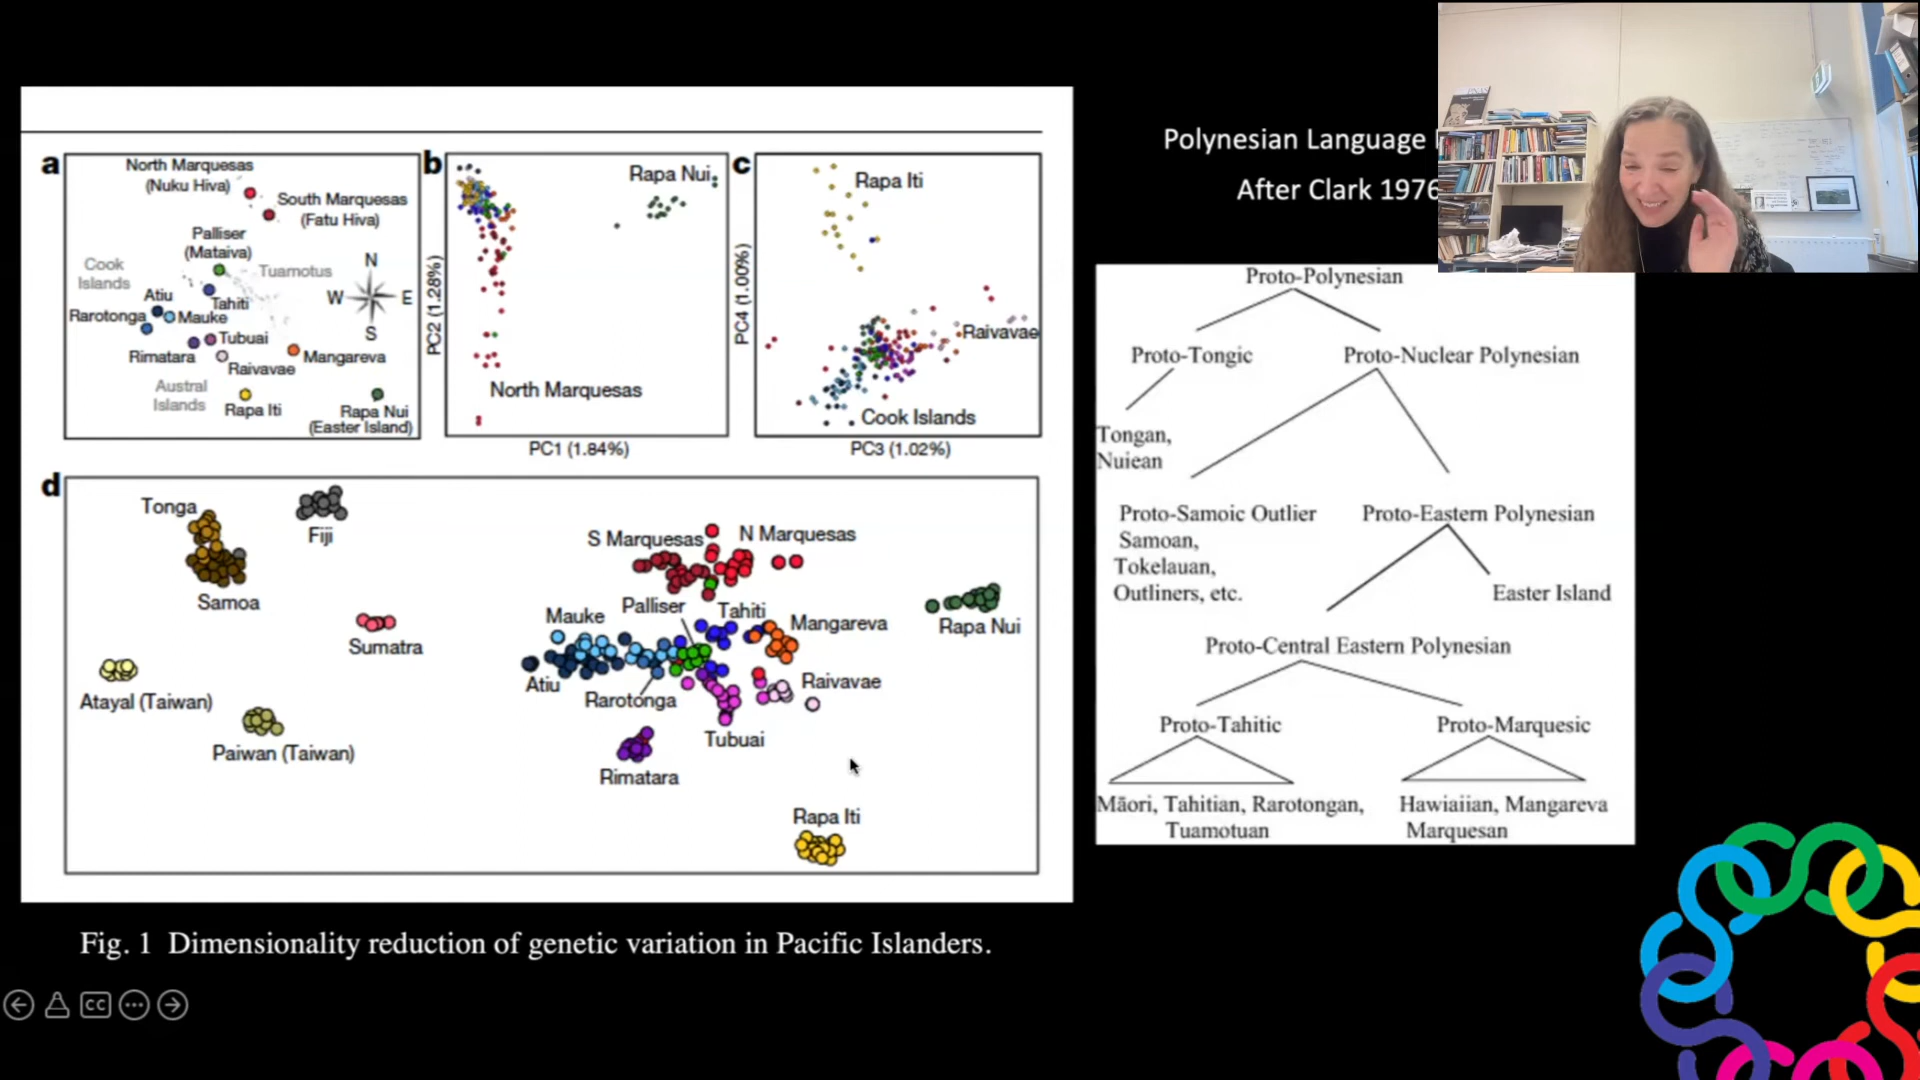 a
North Marquesas
(Nuku Hiva)
South Marquesas
(Fatu Hiva)
Palliser
(Mataiva)
Cook
Islands
Tuamotus
N
W
E
S
Atiu
Tahiti
Rarotonga
Mauke
Tubuai
Rimatara
Raivavae
Mangareva
Austral
Islands
Rapa Iti
Rapa Nui
(Easter Island)
b
PC2 (1.28%)
Rapa Nui
North Marquesas
PC1 (1.84%)
c
PC4 (1.00%)
Rapa Iti
Raivavae
Cook Islands
PC3 (1.02%)
d
Tonga
Fiji
Samoa
Sumatra
Atayal (Taiwan)
Paiwan (Taiwan)
S Marquesas
N Marquesas
Mauke
Palliser
Tahiti
Mangareva
Rapa Nui
Atiu
Rarotonga
Raivavae
Tubuai
Rimatara
Rapa Iti
Fig. 1 Dimensionality reduction of genetic variation in Pacific Islanders.
CC
Polynesian Language
After Clark 1976
Proto-Polynesian
Proto-Tongic
Proto-Nuclear Polynesian
Tongan,
Nuiean
Proto-Samoic Outlier
Samoan,
Tokelauan,
Outliners, etc.
Proto-Eastern Polynesian
Easter Island
Proto-Central Eastern Polynesian
Proto-Tahitic
Proto-Marquesic
Māori, Tahitian, Rarotongan,
Tuamotuan
Hawiaiian, Mangareva
Marquesan